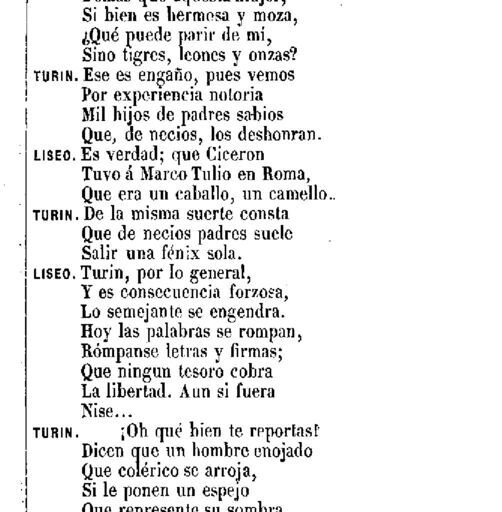 Si bien es hermosa y moza,
¿Qué puede parir de mí,
Sino tigres, leones y onzas?
TURIN. Ese es engaño, pues vemos
Por experiencia notoria
Mil hijos de padres sabios
Que, de necios, los deshonran.
LISEO. Es verdad; que Ciceron
Tuvo á Marco Tulio en Roma,
Que era un caballo, un camello..
TURIN. De la misma suerte consta
Que de necios padres suele
Salir una fénix sola.
LISEO. Turin, por lo general,
Y es consecuencia forzosa,
Lo semejante se engendra.
Hoy las palabras se rompan,
Rómpanse letras y firmas;
Que ningun tesoro cobra
La libertad. Aun si fuera
Nise...
TURIN. ¡Oh qué bien te reportas!
Dicen que un hombre enojado
Que colérico se arroja,
Si le ponen un espejo
Que represente su sombra